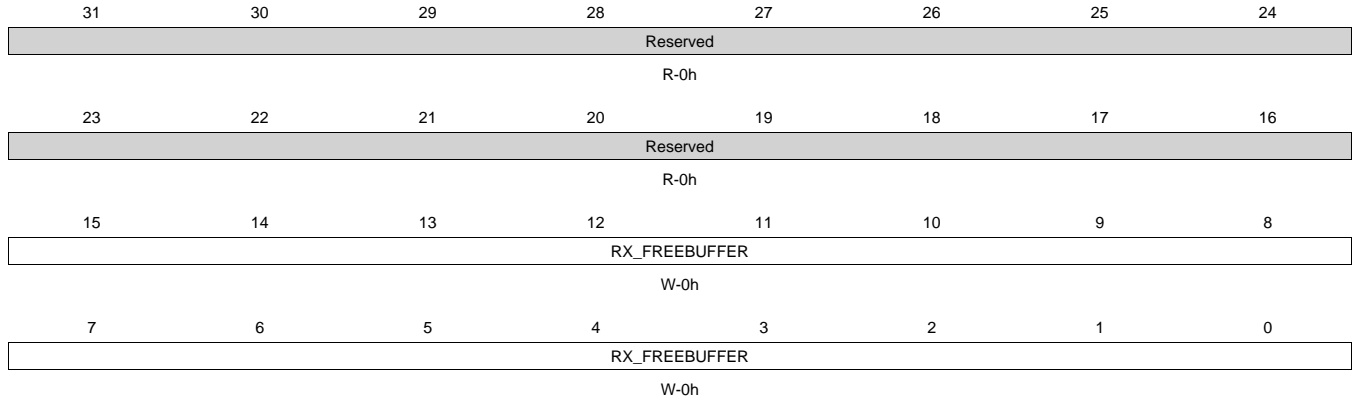 31 30 29 28 27 26 25 24
Reserved
R-0h
23 22 21 20 19 18 17 16
Reserved
R-0h
15 14 13 12 11 10 9 8
RX_FREEBUFFER
W-0h
7 6 5 4 3 2 1 0
RX_FREEBUFFER
W-0h